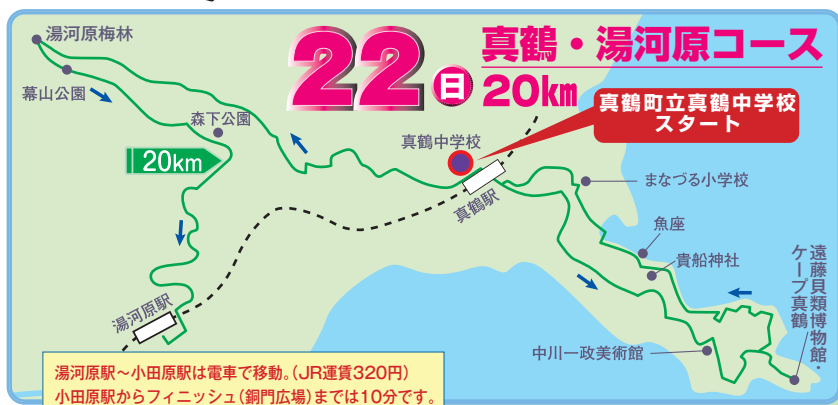 22
日
真鶴・湯河原コース
20km
真鶴町立真鶴中学校
スタート
湯河原梅林
幕山公園
森下公園
20km
真鶴中学校
真鶴駅
まなづる小学校
魚座
貴船神社
遠藤貝類博物館・
ケープ真鶴
中川一政美術館
湯河原駅
湯河原駅～小田原駅は電車で移動。(JR運賃320円)
小田原駅からフィニッシュ(銅門広場)までは10分です。